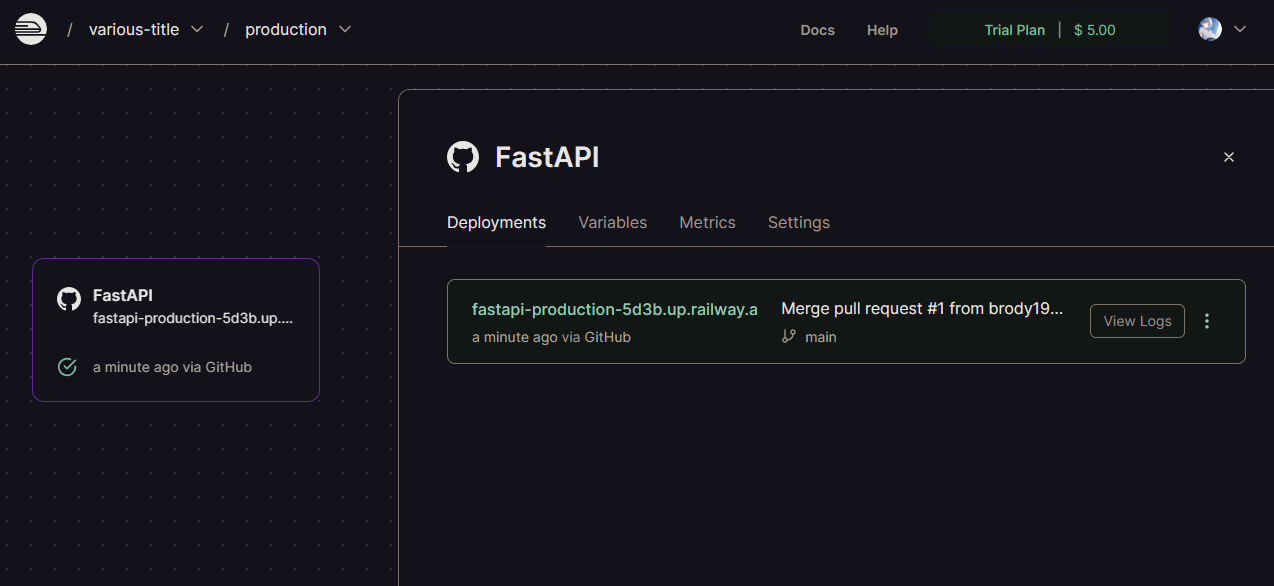 / various-title / production Docs Help Trial Plan | $ 5.00
FastAPI
Deployments Variables Metrics Settings
FastAPI
fastapi-production-5d3b.up....
a minute ago via GitHub
fastapi-production-5d3b.up.railway.a Merge pull request #1 from brody19... View Logs
a minute ago via GitHub main